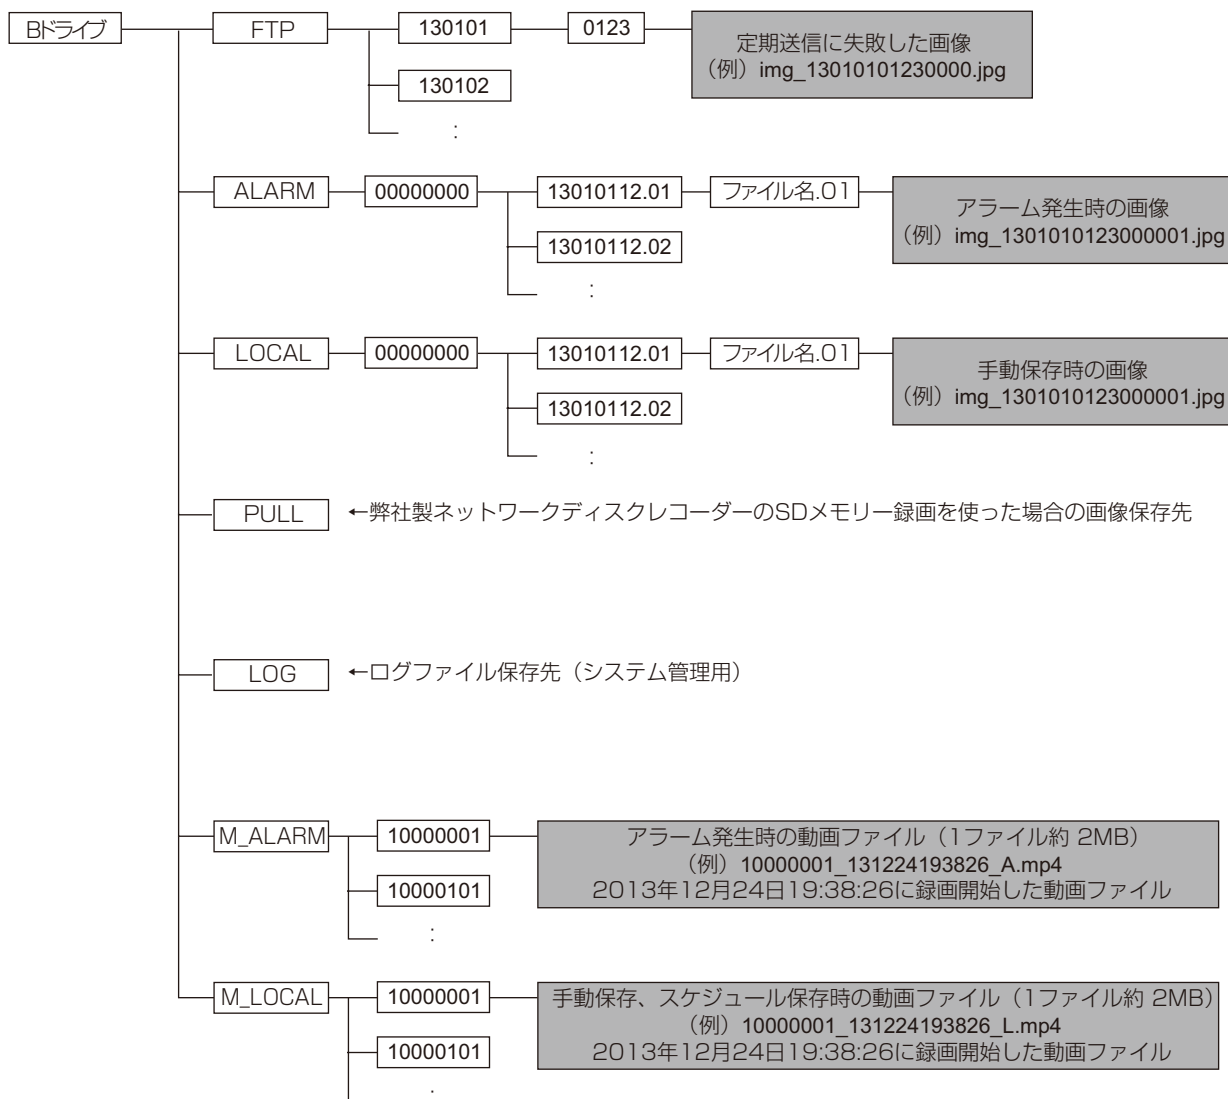 Bドライブ
FTP
130101
0123
定期送信に失敗した画像
（例）img_13010101230000.jpg
130102
:
ALARM
00000000
13010112.01
ファイル名.01
アラーム発生時の画像
（例）img_1301010123000001.jpg
13010112.02
:
LOCAL
00000000
13010112.01
ファイル名.01
手動保存時の画像
（例）img_1301010123000001.jpg
13010112.02
:
PULL
←弊社製ネットワークディスクレコーダーのSDメモリー録画を使った場合の画像保存先
LOG
←ログファイル保存先（システム管理用）
M_ALARM
10000001
アラーム発生時の動画ファイル（1ファイル約 2MB）
（例）10000001_131224193826_A.mp4
2013年12月24日19:38:26に録画開始した動画ファイル
10000101
:
M_LOCAL
10000001
手動保存、スケジュール保存時の動画ファイル（1ファイル約 2MB）
（例）10000001_131224193826_L.mp4
2013年12月24日19:38:26に録画開始した動画ファイル
10000101
: